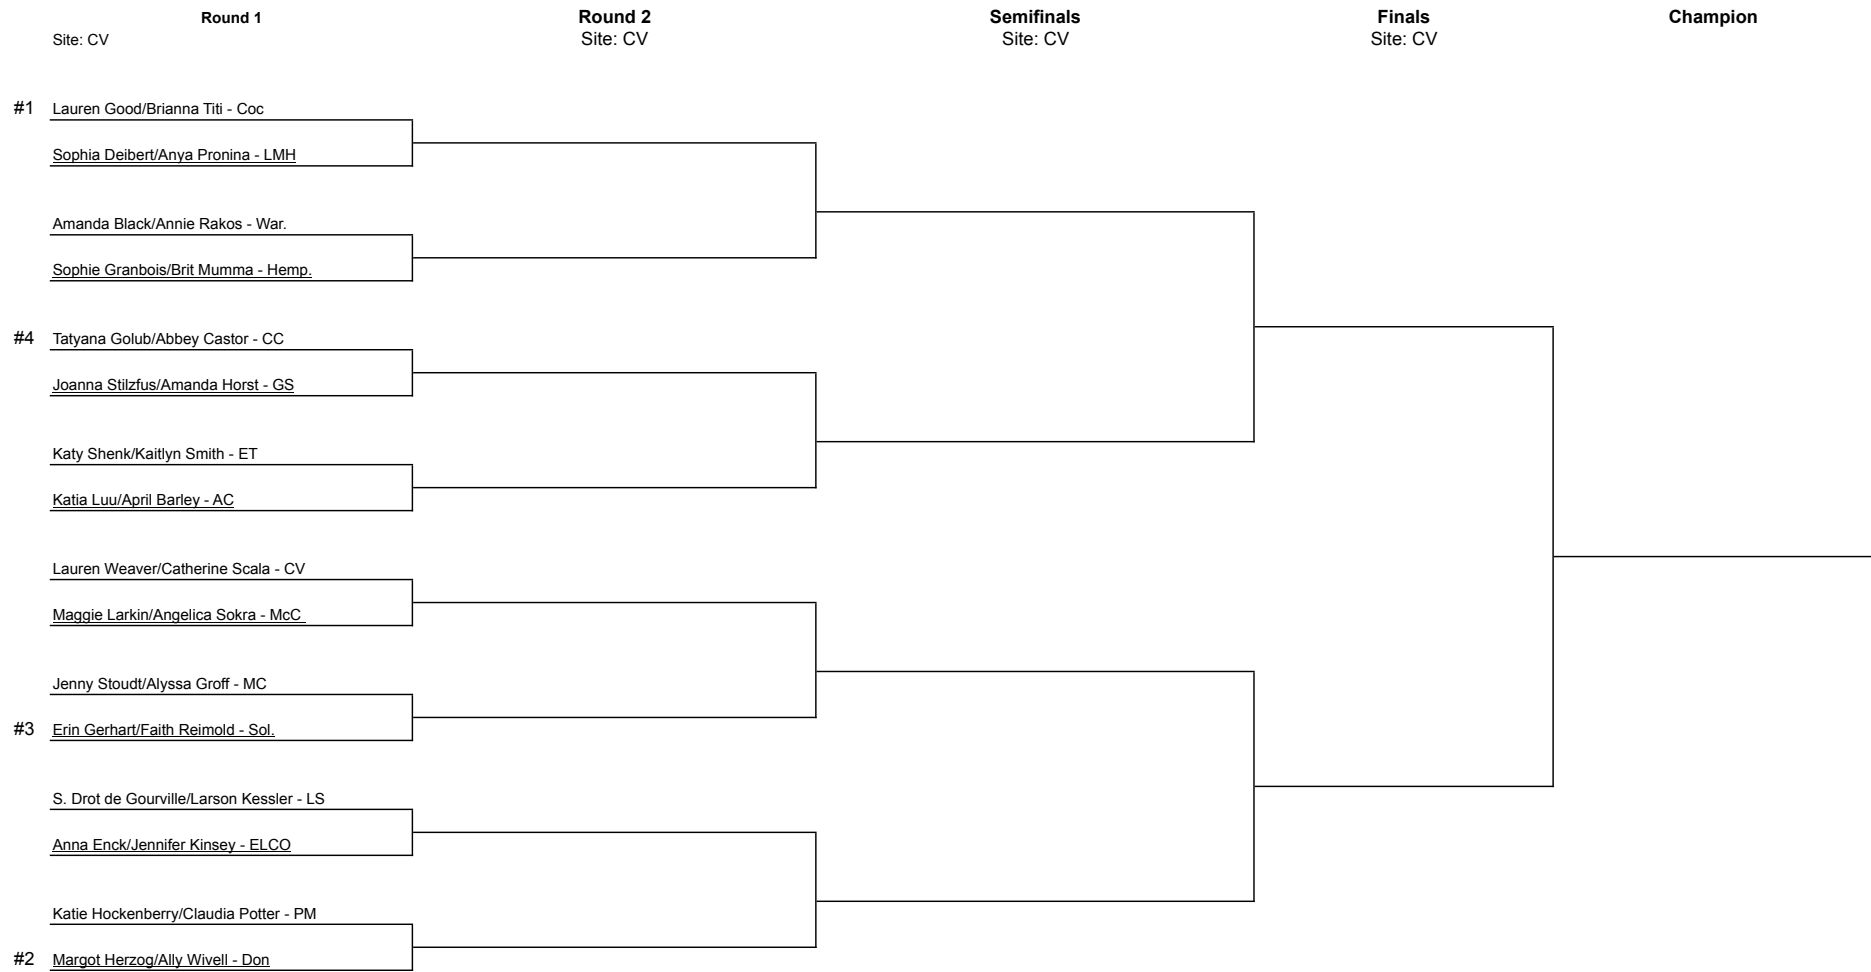 Round 1 Round 2 Semifinals Finals Champion
Site: CV Site: CV Site: CV Site: CV
#1 Lauren Good/Brianna Titi - Coc
Sophia Deibert/Anya Pronina - LMH
Amanda Black/Annie Rakos - War.
Sophie Granbois/Brit Mumma - Hemp.
#4 Tatyana Golub/Abbey Castor - CC
Joanna Stilzfus/Amanda Horst - GS
Katy Shenk/Kaitlyn Smith - ET
Katia Luu/April Barley - AC
Lauren Weaver/Catherine Scala - CV
Maggie Larkin/Angelica Sokra - McC
Jenny Stoudt/Alyssa Groff - MC
#3 Erin Gerhart/Faith Reimold - Sol.
S. Drot de Gourville/Larson Kessler - LS
Anna Enck/Jennifer Kinsey - ELCO
Katie Hockenberry/Claudia Potter - PM
#2 Margot Herzog/Ally Wivell - Don